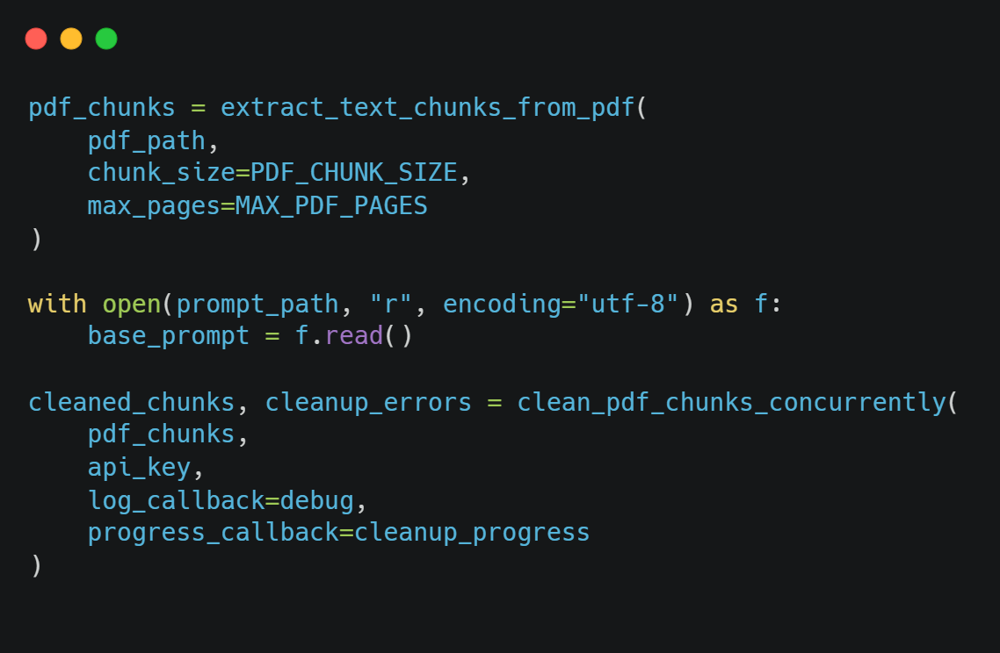 pdf_chunks = extract_text_chunks_from_pdf(
    pdf_path,
    chunk_size=PDF_CHUNK_SIZE,
    max_pages=MAX_PDF_PAGES
)
with open(prompt_path, "r", encoding="utf-8") as f:
    base_prompt = f.read()
cleaned_chunks, cleanup_errors = clean_pdf_chunks_concurrently(
    pdf_chunks,
    api_key,
    log_callback=debug,
    progress_callback=cleanup_progress
)